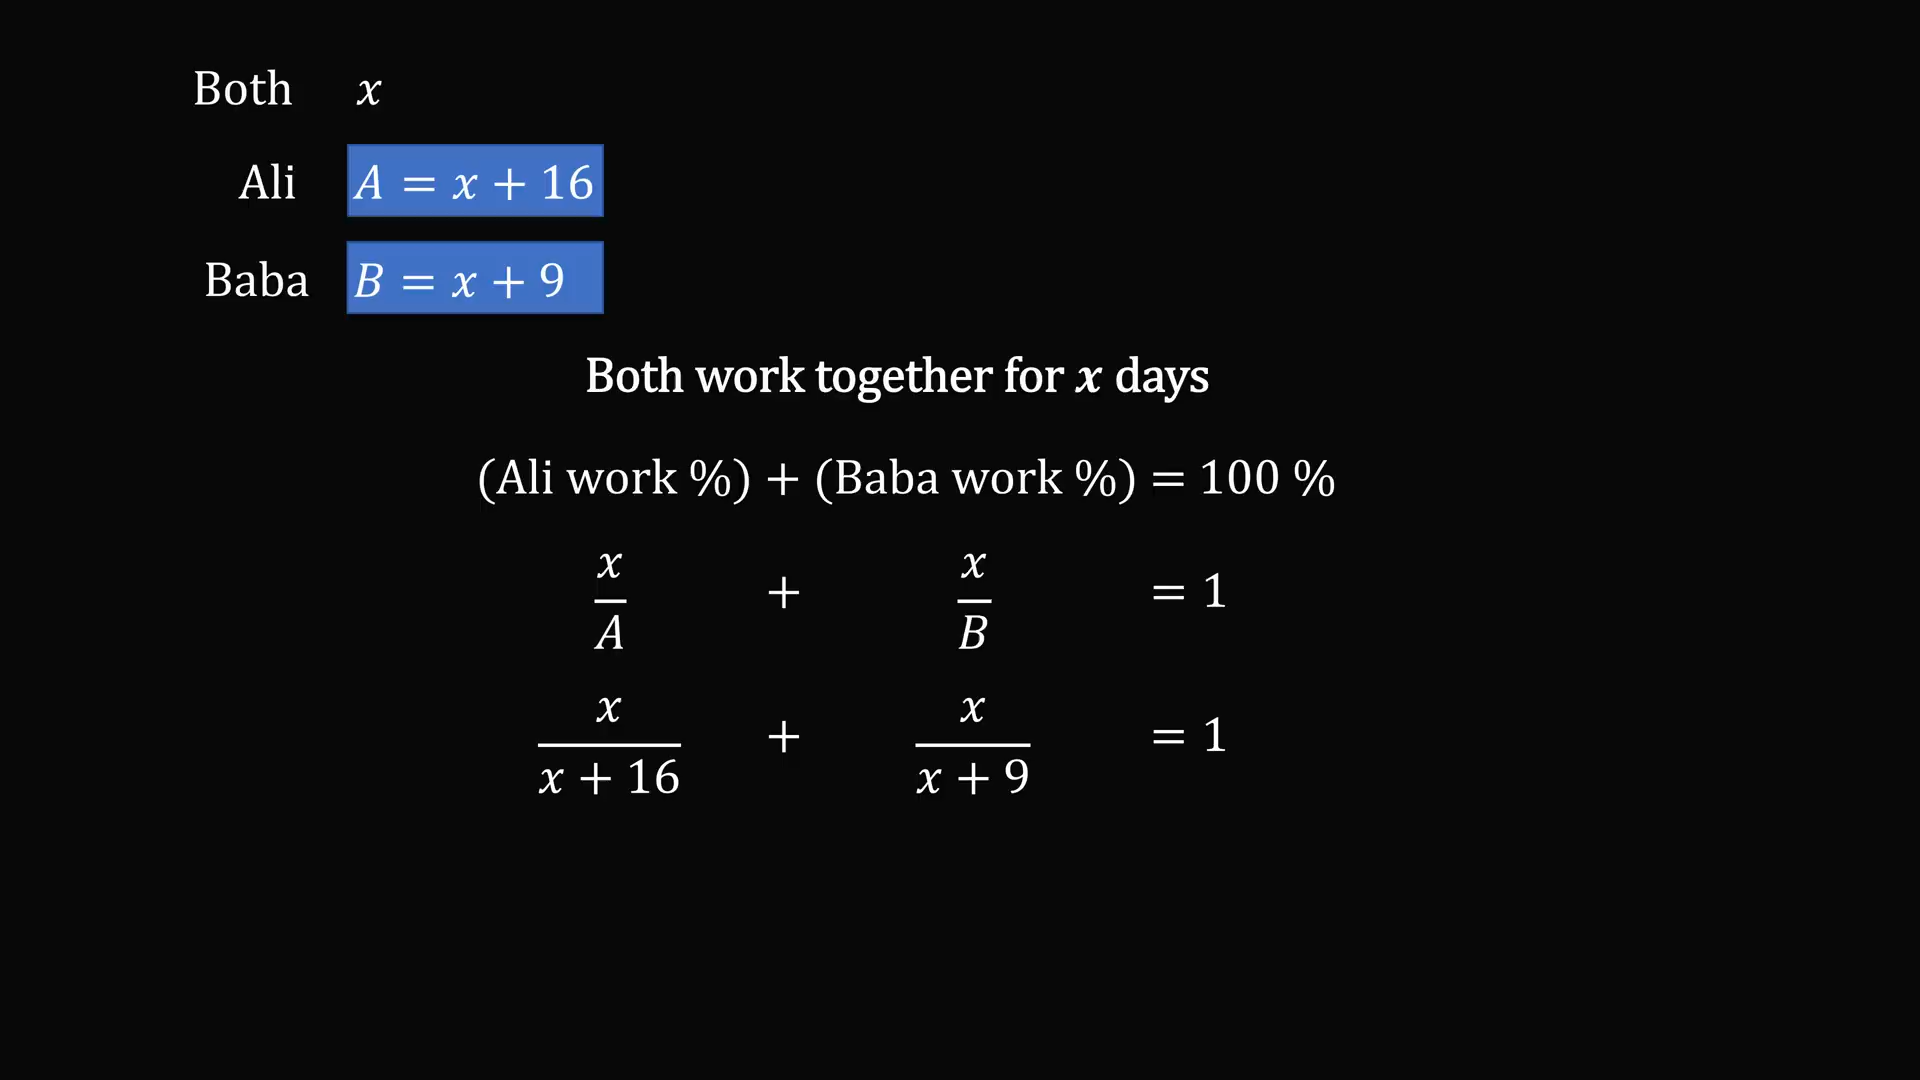 Both x
Ali A = x + 16
Baba B = x + 9
Both work together for x days
(Ali work %) + (Baba work %) = 100 %
x/A + x/B = 1
x/(x + 16) + x/(x + 9) = 1